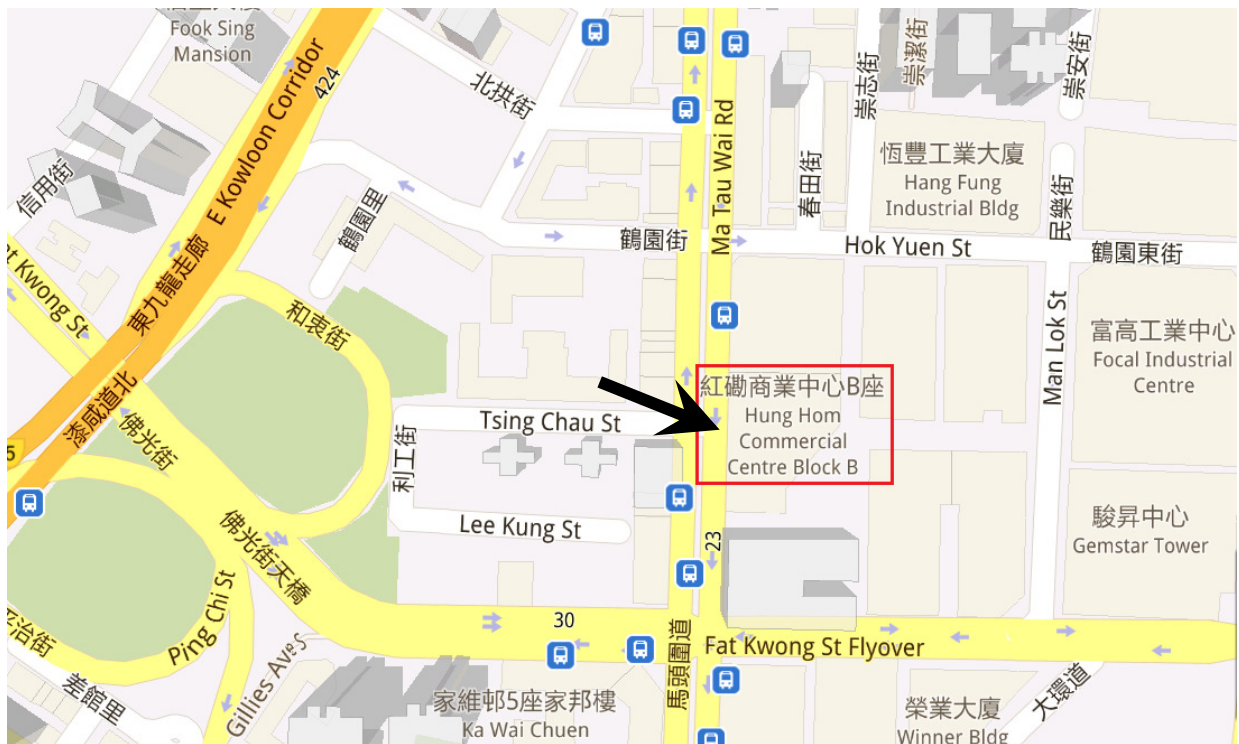 Fook Sing
Mansion
北拱街
崇志街
崇潔街
崇安街
E Kowloon Corridor
424
東九龍走廊
信用街
鶴園里
鶴園街
Ma Tau Wai Rd
春田街
恆豐工業大廈
Hang Fung
Industrial Bldg
民樂街
Hok Yuen St
鶴園東街
Kwong St
和衷街
Man Lok St
富高工業中心
Focal Industrial
Centre
紅磡商業中心B座
Hung Hom
Commercial
Centre Block B
漆咸道北
佛光街
5
Tsing Chau St
利工街
Lee Kung St
23
駿昇中心
Gemstar Tower
佛光街天橋
Ping Chi St
平治街
30
Fat Kwong St Flyover
馬頭圍道
Gillies Ave S
差館里
家維邨5座家邦樓
Ka Wai Chuen
大環道
榮業大廈
Winner Bldg